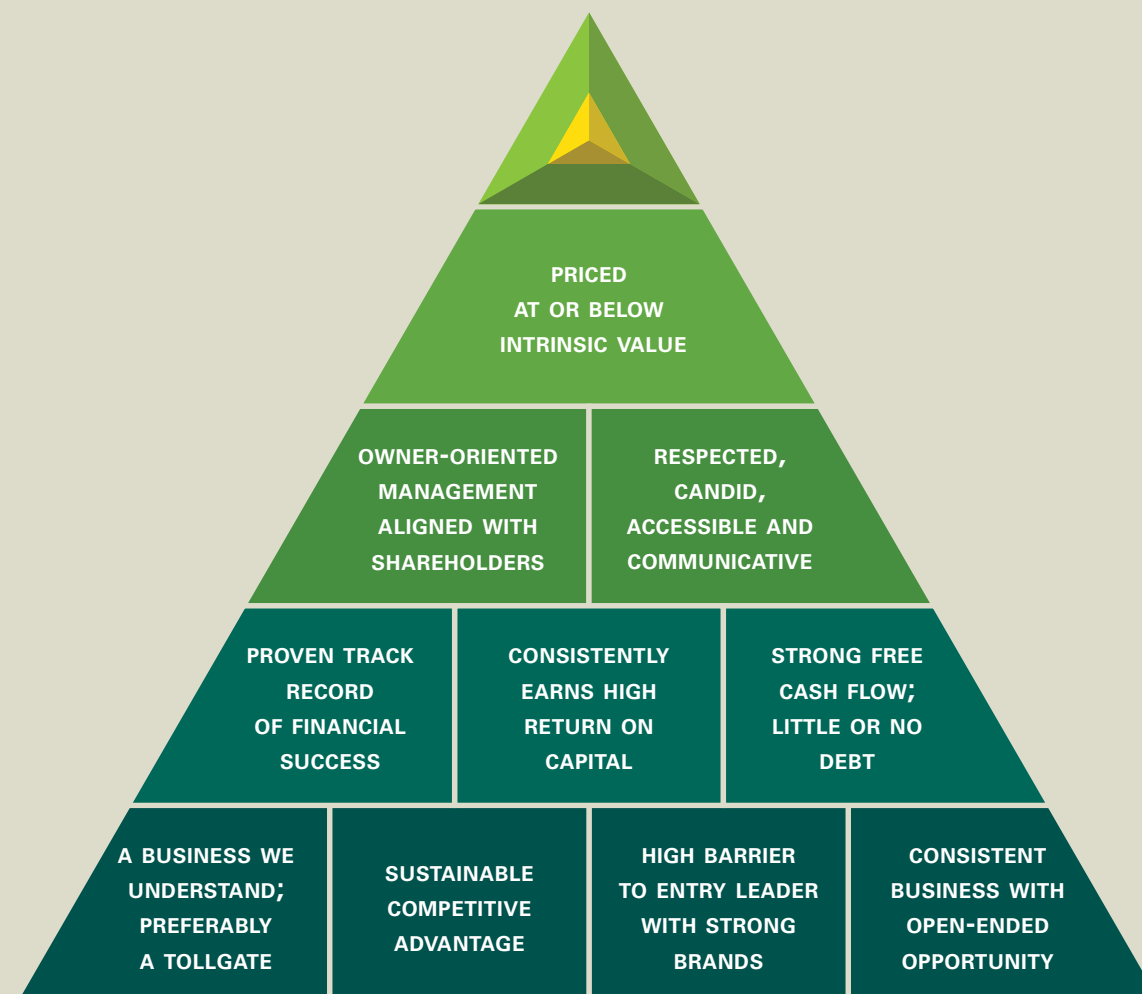 PRICED
AT OR BELOW
INTRINSIC VALUE
OWNER-ORIENTED
MANAGEMENT
ALIGNED WITH
SHAREHOLDERS
RESPECTED,
CANDID,
ACCESSIBLE AND
COMMUNICATIVE
PROVEN TRACK
RECORD
OF FINANCIAL
SUCCESS
CONSISTENTLY
EARNS HIGH
RETURN ON
CAPITAL
STRONG FREE
CASH FLOW;
LITTLE OR NO
DEBT
A BUSINESS WE
UNDERSTAND;
PREFERABLY
A TOLLGATE
SUSTAINABLE
COMPETITIVE
ADVANTAGE
HIGH BARRIER
TO ENTRY LEADER
WITH STRONG
BRANDS
CONSISTENT
BUSINESS WITH
OPEN-ENDED
OPPORTUNITY